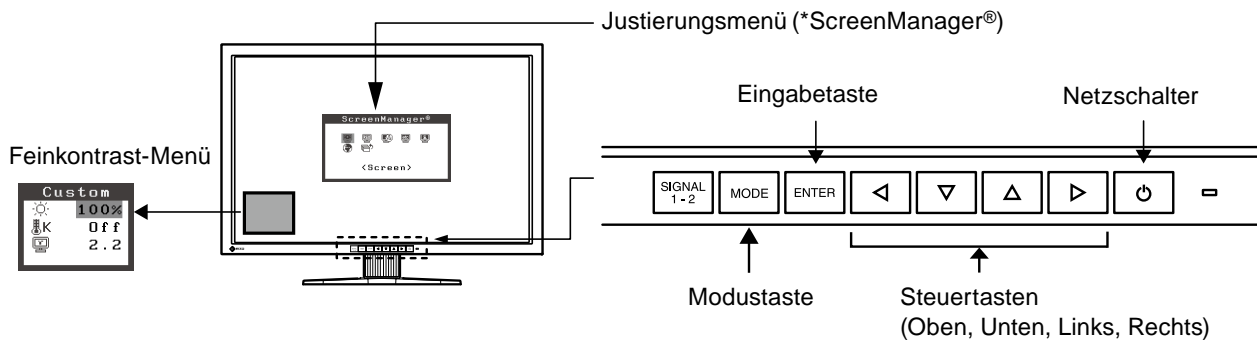 Justierungsmenü (*ScreenManager®)
Eingabetaste
Netzschalter
ScreenManager®
<Screen>
Feinkontrast-Menü
Custom
100%
K Off
2.2
SIGNAL
1 - 2
MODE
ENTER
Modustaste
Steuertasten
(Oben, Unten, Links, Rechts)